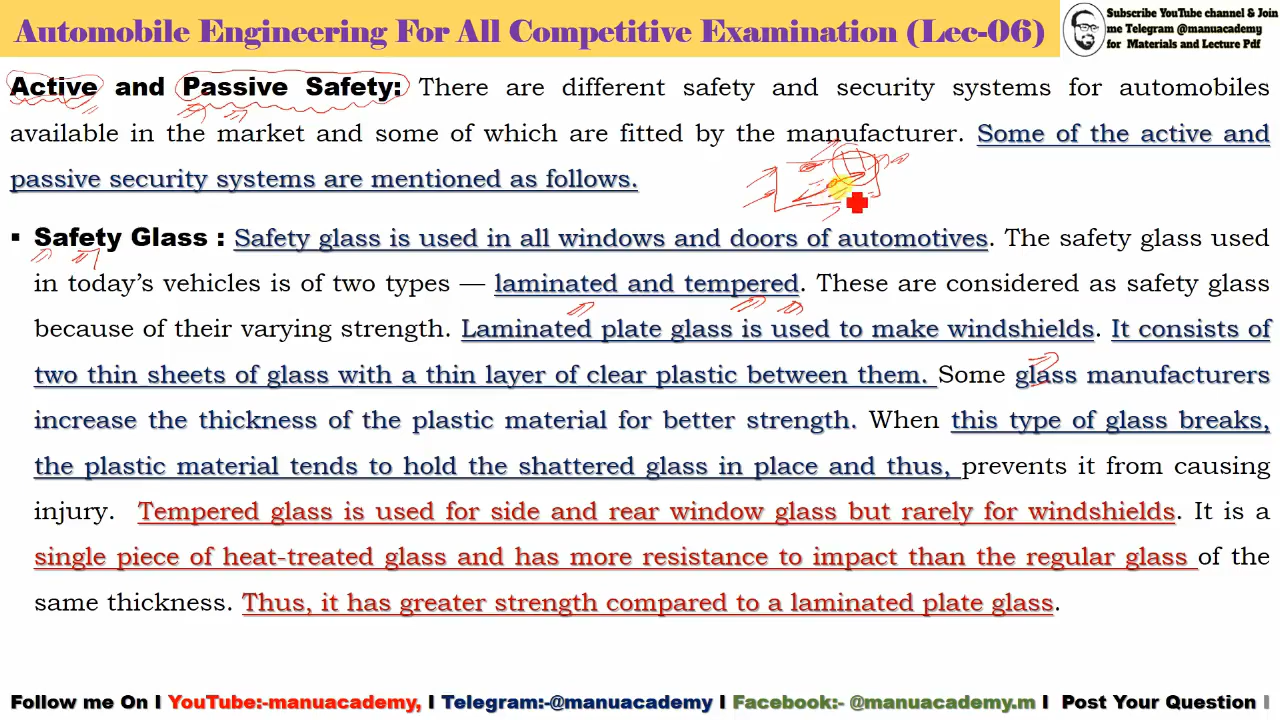 Automobile Engineering For All Competitive Examination (Lec-06)
Subscribe YouTube channel & Join
me Telegram @manuacademy
for Materials and Lecture Pdf
Active and Passive Safety: There are different safety and security systems for automobiles
available in the market and some of which are fitted by the manufacturer. Some of the active and
passive security systems are mentioned as follows.
▪ Safety Glass : Safety glass is used in all windows and doors of automotives. The safety glass used
in today’s vehicles is of two types — laminated and tempered. These are considered as safety glass
because of their varying strength. Laminated plate glass is used to make windshields. It consists of
two thin sheets of glass with a thin layer of clear plastic between them. Some glass manufacturers
increase the thickness of the plastic material for better strength. When this type of glass breaks,
the plastic material tends to hold the shattered glass in place and thus, prevents it from causing
injury. Tempered glass is used for side and rear window glass but rarely for windshields. It is a
single piece of heat-treated glass and has more resistance to impact than the regular glass of the
same thickness. Thus, it has greater strength compared to a laminated plate glass.
Follow me On I YouTube:-manuacademy, I Telegram:-@manuacademy I Facebook:- @manuacademy.m I Post Your Question I